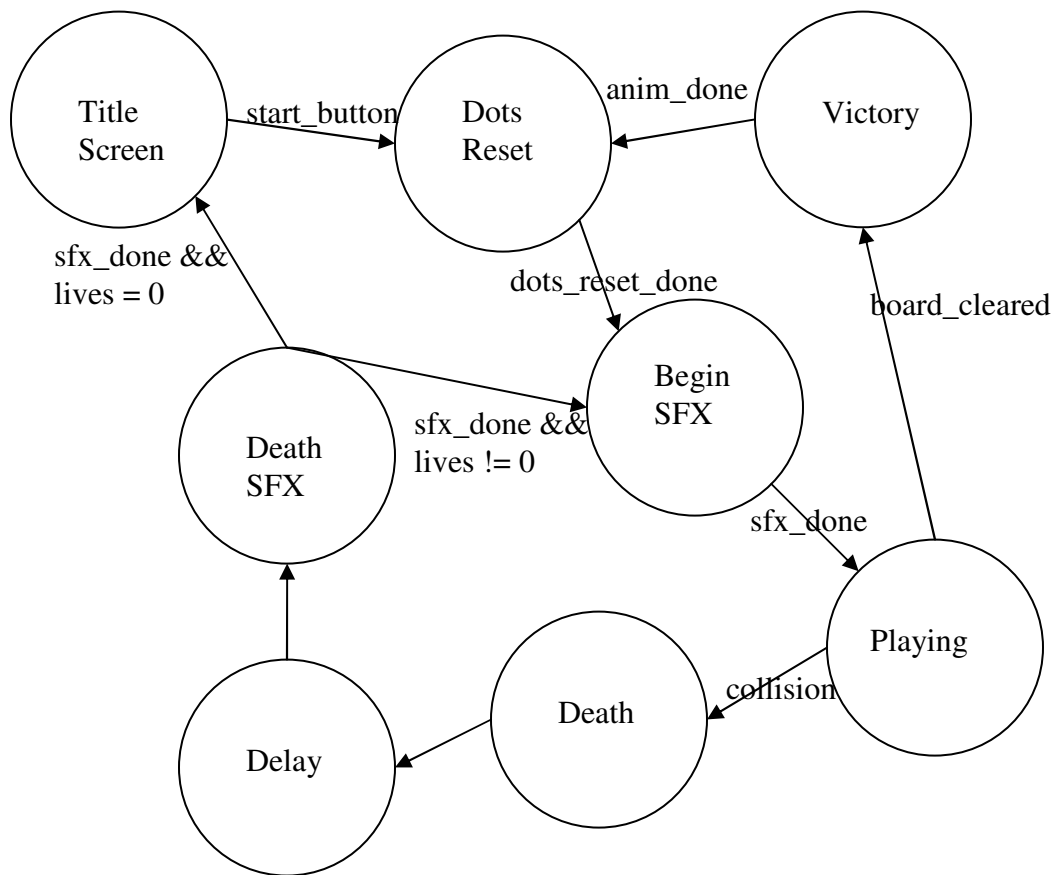 Title
Screen
start_button
Dots
Reset
anim_done
Victory
sfx_done &&
lives = 0
dots_reset_done
board_cleared
Begin
SFX
sfx_done &&
lives != 0
Death
SFX
sfx_done
Playing
collision
Death
Delay